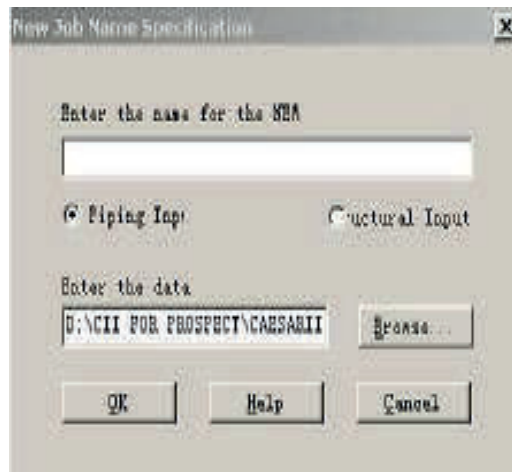 New Job Name Specification
Enter the name for the NEW
Piping Inp
ructural Input
Enter the data
D:\CII FOR PROSPECT\CAESARII
Browse...
OK
Help
Cancel